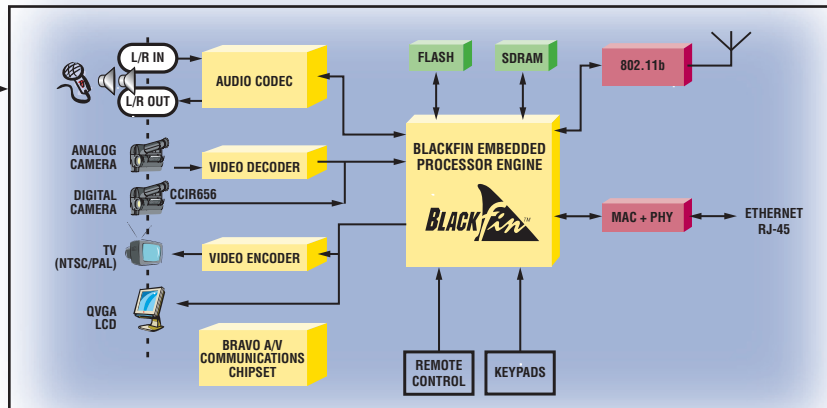 L/R IN
L/R OUT
AUDIO CODEC
FLASH
SDRAM
802.11b
ANALOG
CAMERA
VIDEO DECODER
BLACKFIN EMBEDDED
PROCESSOR ENGINE
BLACKfin™
DIGITAL
CAMERA
CCIR656
MAC + PHY
ETHERNET
RJ-45
TV
(NTSC/PAL)
VIDEO ENCODER
QVGA
LCD
BRAVO A/V
COMMUNICATIONS
CHIPSET
REMOTE
CONTROL
KEYPADS